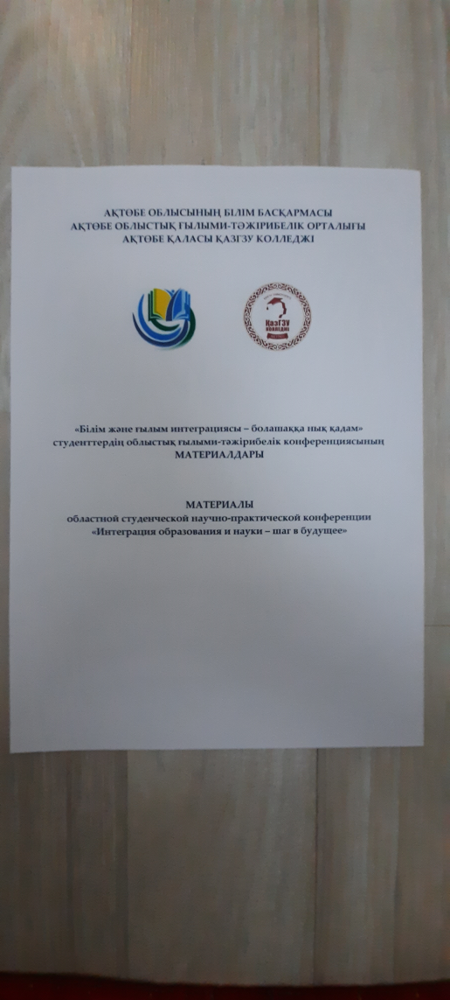 АҚТӨБЕ ОБЛЫСЫНЫҢ БІЛІМ БАСҚАРМАСЫ
АҚТӨБЕ ОБЛЫСТЫҚ ҒЫЛЫМИ-ТӘЖІРИБЕЛІК ОРТАЛЫҒЫ
АҚТӨБЕ ҚАЛАСЫ ҚАЗГЗУ КОЛЛЕДЖІ
ҚазГЗУ
КОЛЛЕДЖІ
«Білім және ғылым интеграциясы – болашаққа нық қадам»
студенттердің облыстық ғылыми-тәжірибелік конференциясының
МАТЕРИАЛДАРЫ
МАТЕРИАЛЫ
областной студенческой научно-практической конференции
«Интеграция образования и науки – шаг в будущее»